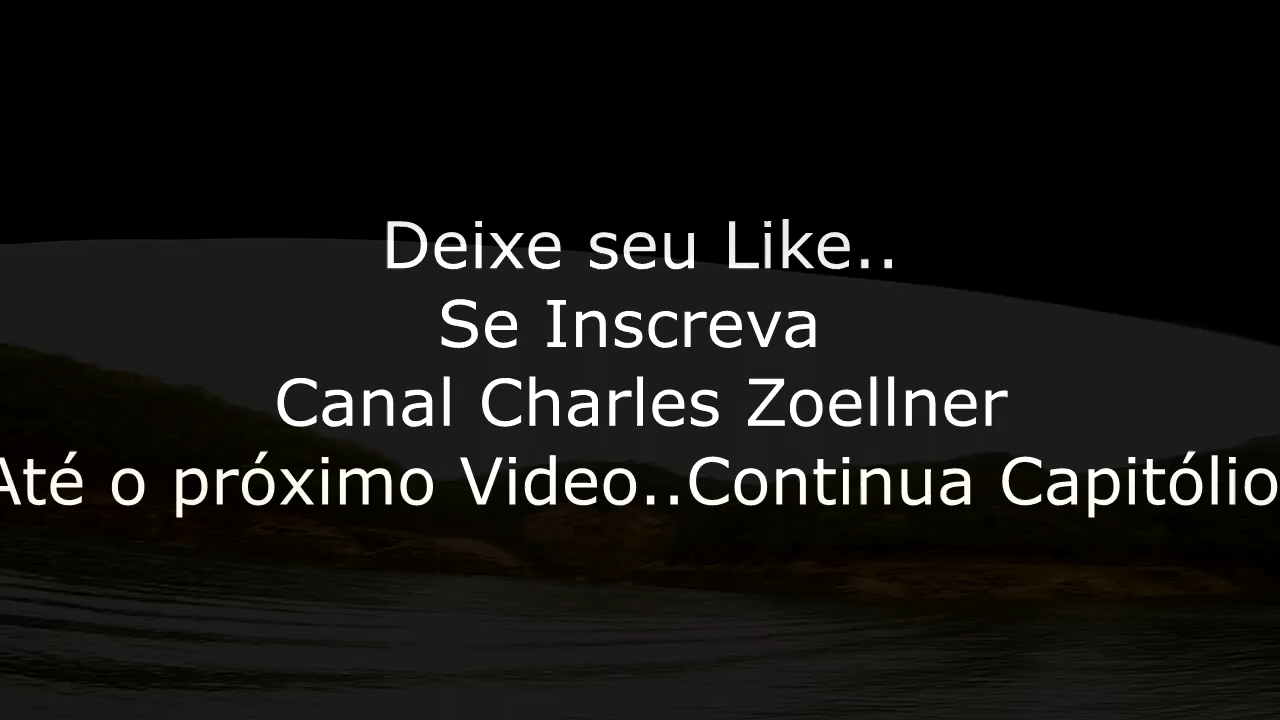 Deixe seu Like..
Se Inscreva
Canal Charles Zoellner
Até o próximo Video..Continua Capitólio